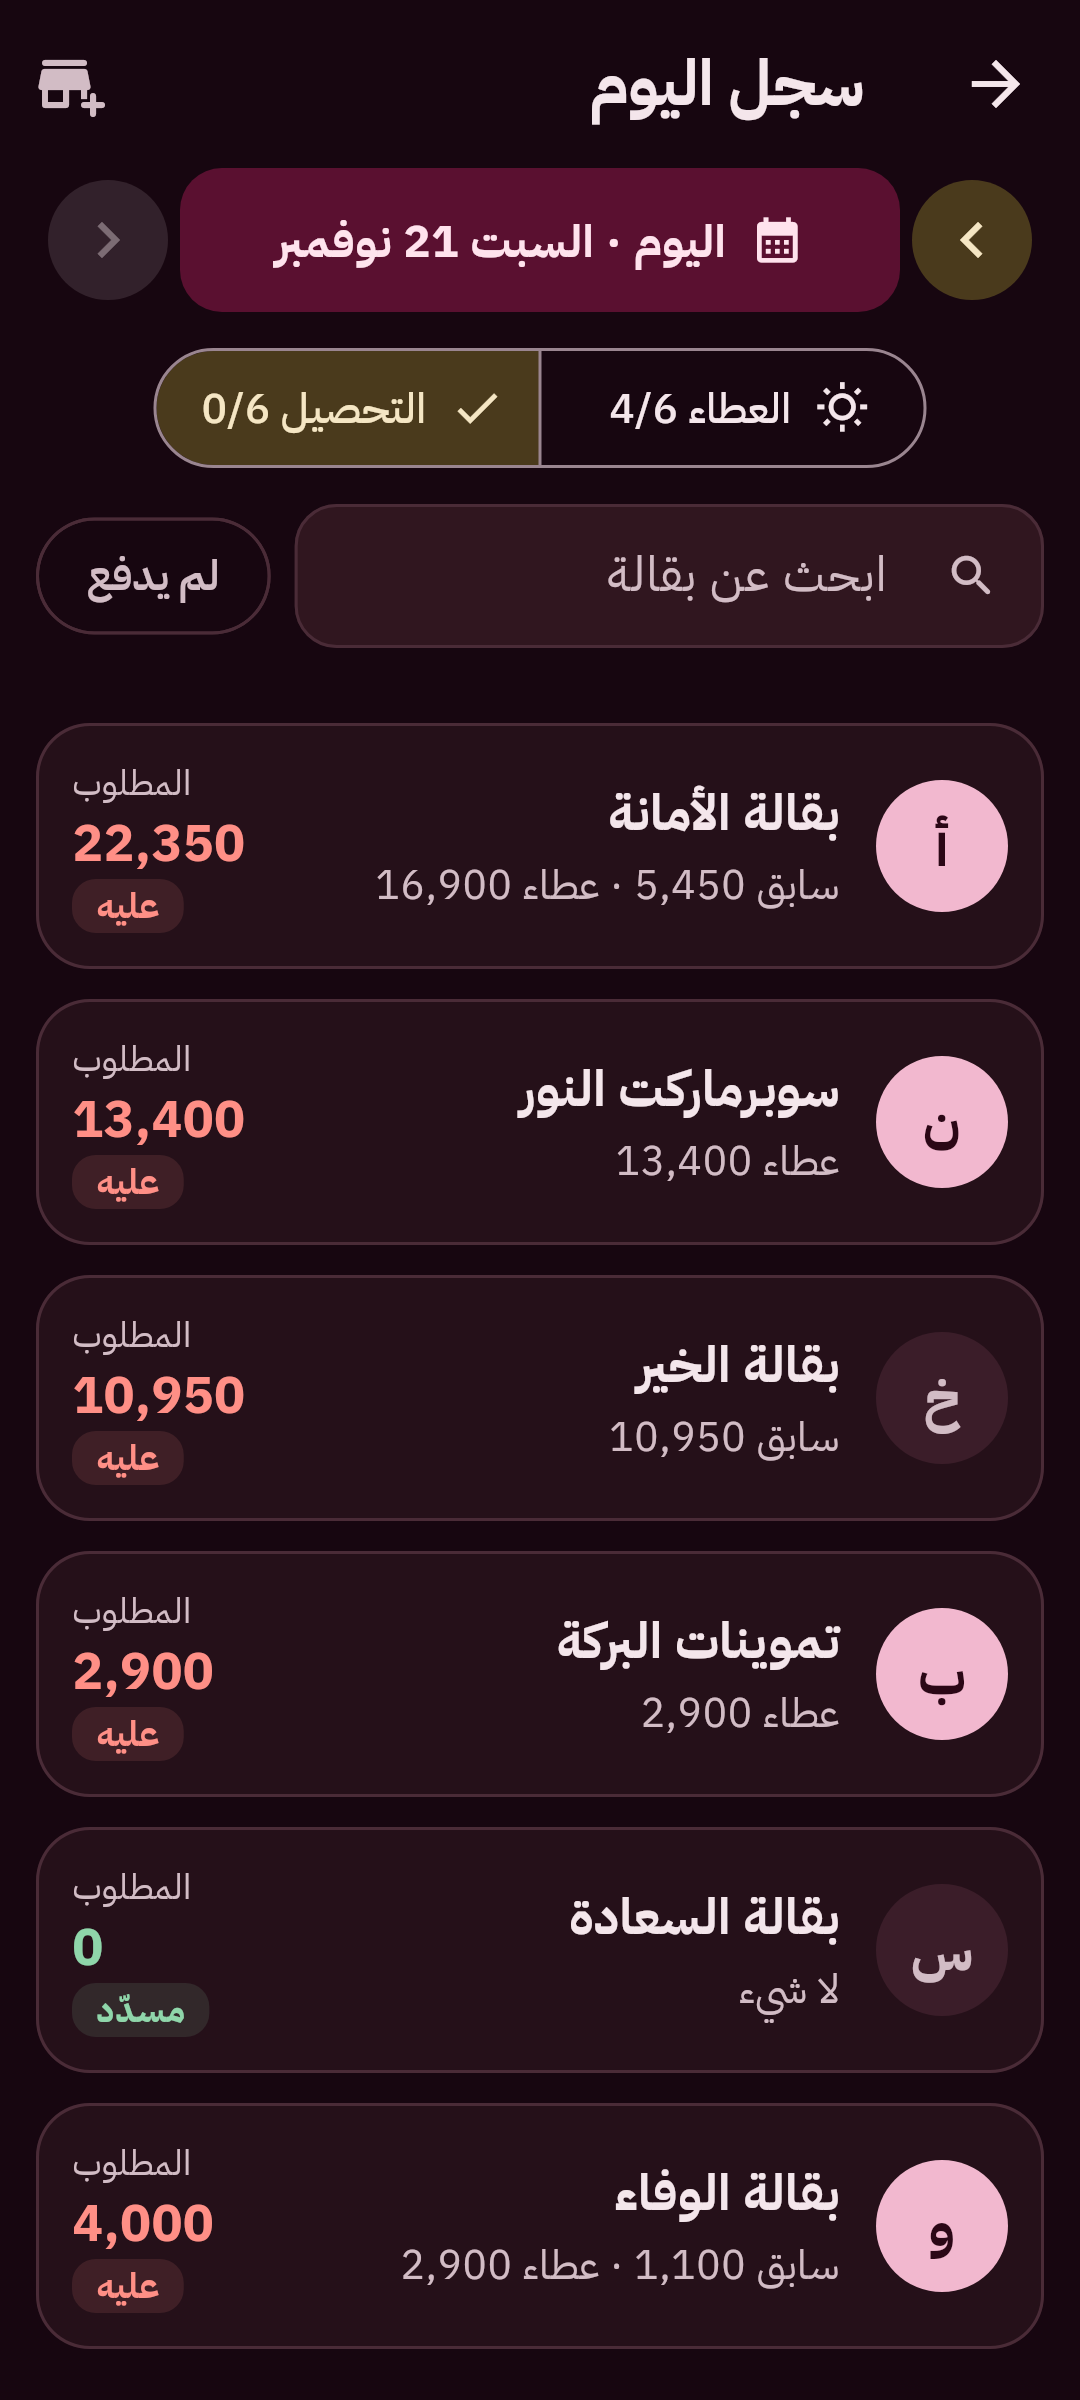 سجل اليوم
اليوم · السبت 21 نوفمبر
العطاء 4/6
التحصيل 0/6
ابحث عن بقالة
لم يدفع
أ
بقالة الأمانة
سابق 5,450 · عطاء 16,900
المطلوب
22,350
عليه
ن
سوبرماركت النور
عطاء 13,400
المطلوب
13,400
عليه
خ
بقالة الخير
سابق 10,950
المطلوب
10,950
عليه
ب
تموينات البركة
عطاء 2,900
المطلوب
2,900
عليه
س
بقالة السعادة
لا شيء
المطلوب
0
مسدّد
و
بقالة الوفاء
سابق 1,100 · عطاء 2,900
المطلوب
4,000
عليه